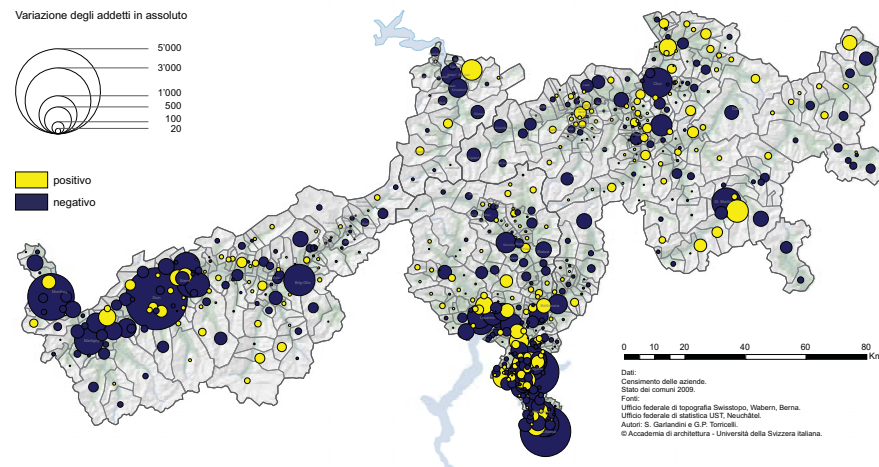 Variazione degli addetti in assoluto
5'000
3'000
1'000
500
100
20
positivo
negativo
0
10
20
40
60
80
Km
Dati:
Censimento delle aziende.
Stato dei comuni 2009.
Fonti:
Ufficio federale di topografia Swisstopo, Wabern, Berna.
Ufficio federale di statistica UST, Neuchâtel.
Autori: S. Garlandini e G.P. Torricelli.
© Accademia di architettura - Università della Svizzera italiana.